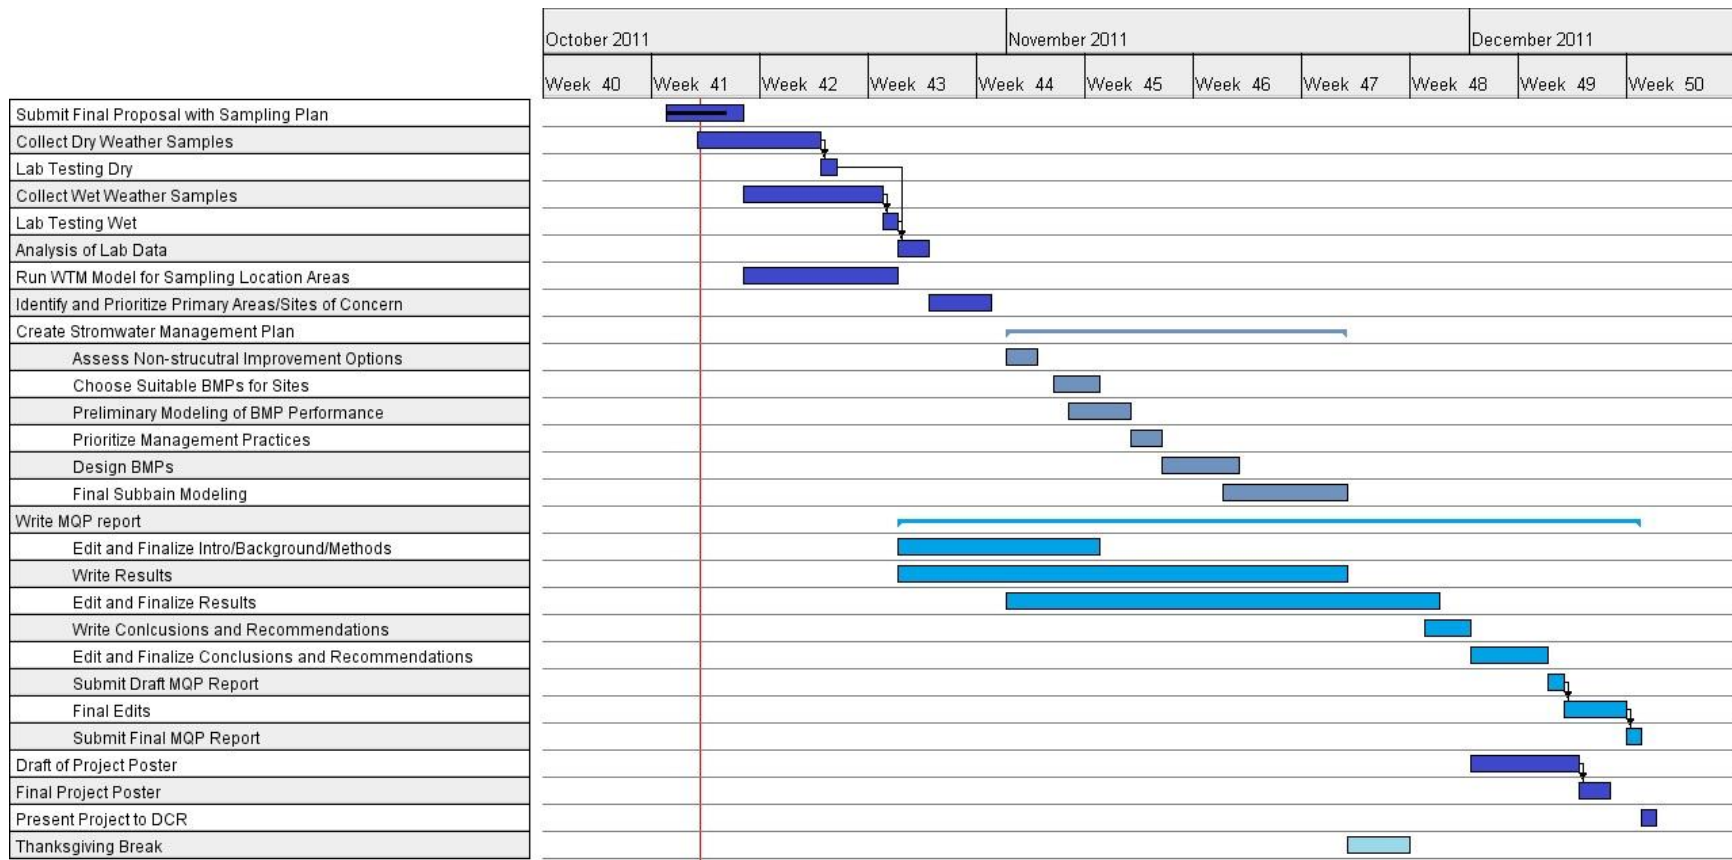 October 2011 November 2011 December 2011
Week 40 Week 41 Week 42 Week 43 Week 44 Week 45 Week 46 Week 47 Week 48 Week 49 Week 50
Submit Final Proposal with Sampling Plan
Collect Dry Weather Samples
Lab Testing Dry
Collect Wet Weather Samples
Lab Testing Wet
Analysis of Lab Data
Run WTM Model for Sampling Location Areas
Identify and Prioritize Primary Areas/Sites of Concern
Create Stromwater Management Plan
Assess Non-strucutral Improvement Options
Choose Suitable BMPs for Sites
Preliminary Modeling of BMP Performance
Prioritize Management Practices
Design BMPs
Final Subbain Modeling
Write MQP report
Edit and Finalize Intro/Background/Methods
Write Results
Edit and Finalize Results
Write Conlcusions and Recommendations
Edit and Finalize Conclusions and Recommendations
Submit Draft MQP Report
Final Edits
Submit Final MQP Report
Draft of Project Poster
Final Project Poster
Present Project to DCR
Thanksgiving Break